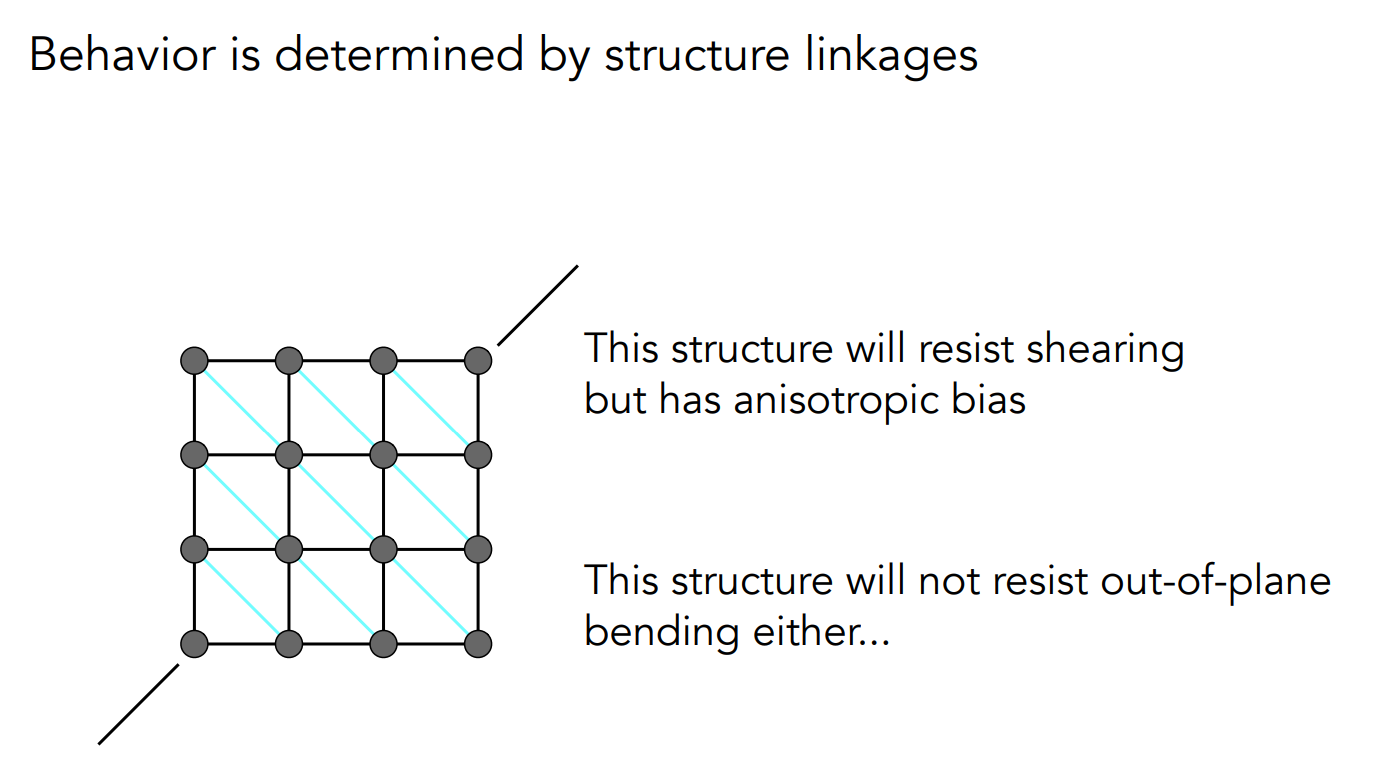 Behavior is determined by structure linkages
This structure will resist shearing
but has anisotropic bias
This structure will not resist out-of-plane
bending either...